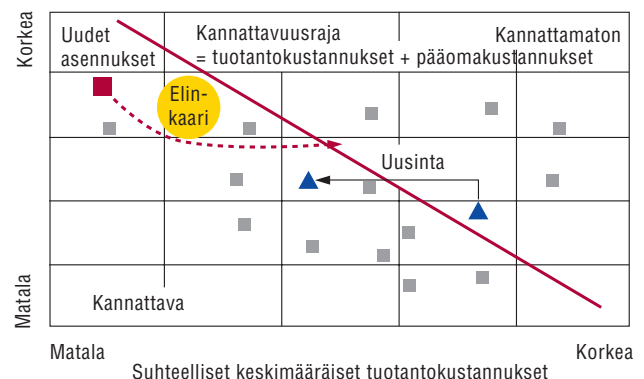 Korkea
Matala
Uudet
asennukset
Kannattavuusraja
= tuotantokustannukset + pääomakustannukset
Kannattamaton
Elin-
kaari
Uusinta
Kannattava
Matala
Korkea
Suhteelliset keskimääräiset tuotantokustannukset